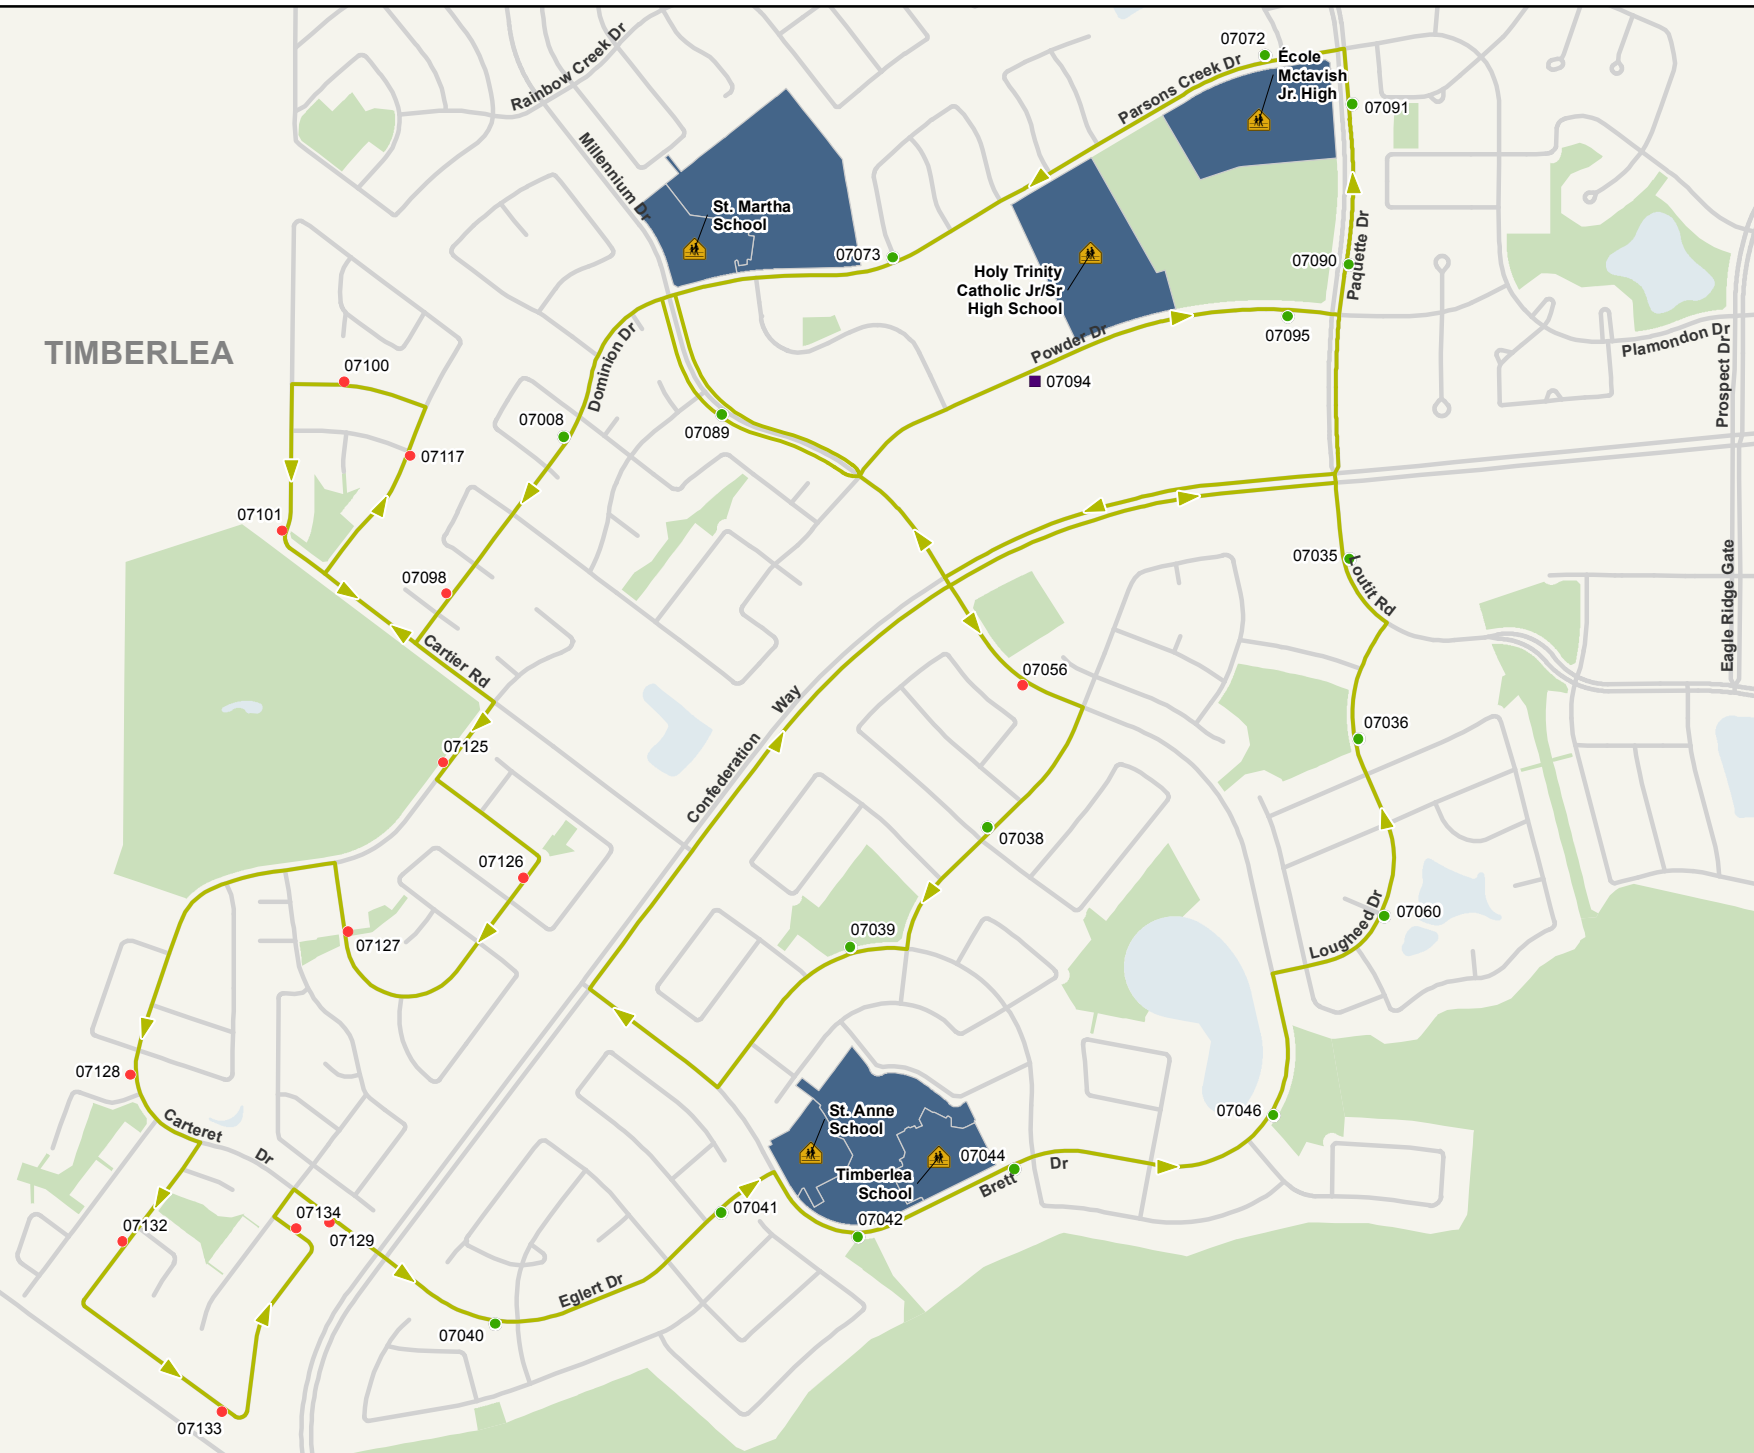 Rainbow Creek Dr
07072
École
Mctavish
Jr. High
Parsons Creek Dr
07091
Millennium Dr
St. Martha
School
07073
Holy Trinity
Catholic Jr/Sr
High School
07090
Paquette Dr
07095
Powder Dr
07094
Plamondon Dr
Prospect Dr
TIMBERLEA
07100
Dominion Dr
07008
07089
07117
07101
07098
07035
Loutit Rd
Eagle Ridge Gate
Cartier Rd
07056
Confederation
Way
07036
07125
07038
07126
07060
Lougheed Dr
07039
07127
07128
Carteret
Dr
St. Anne
School
07046
07044
Timberlea
School
Brett
Dr
07041
07042
07134
07132
07129
Eglert Dr
07040
07133